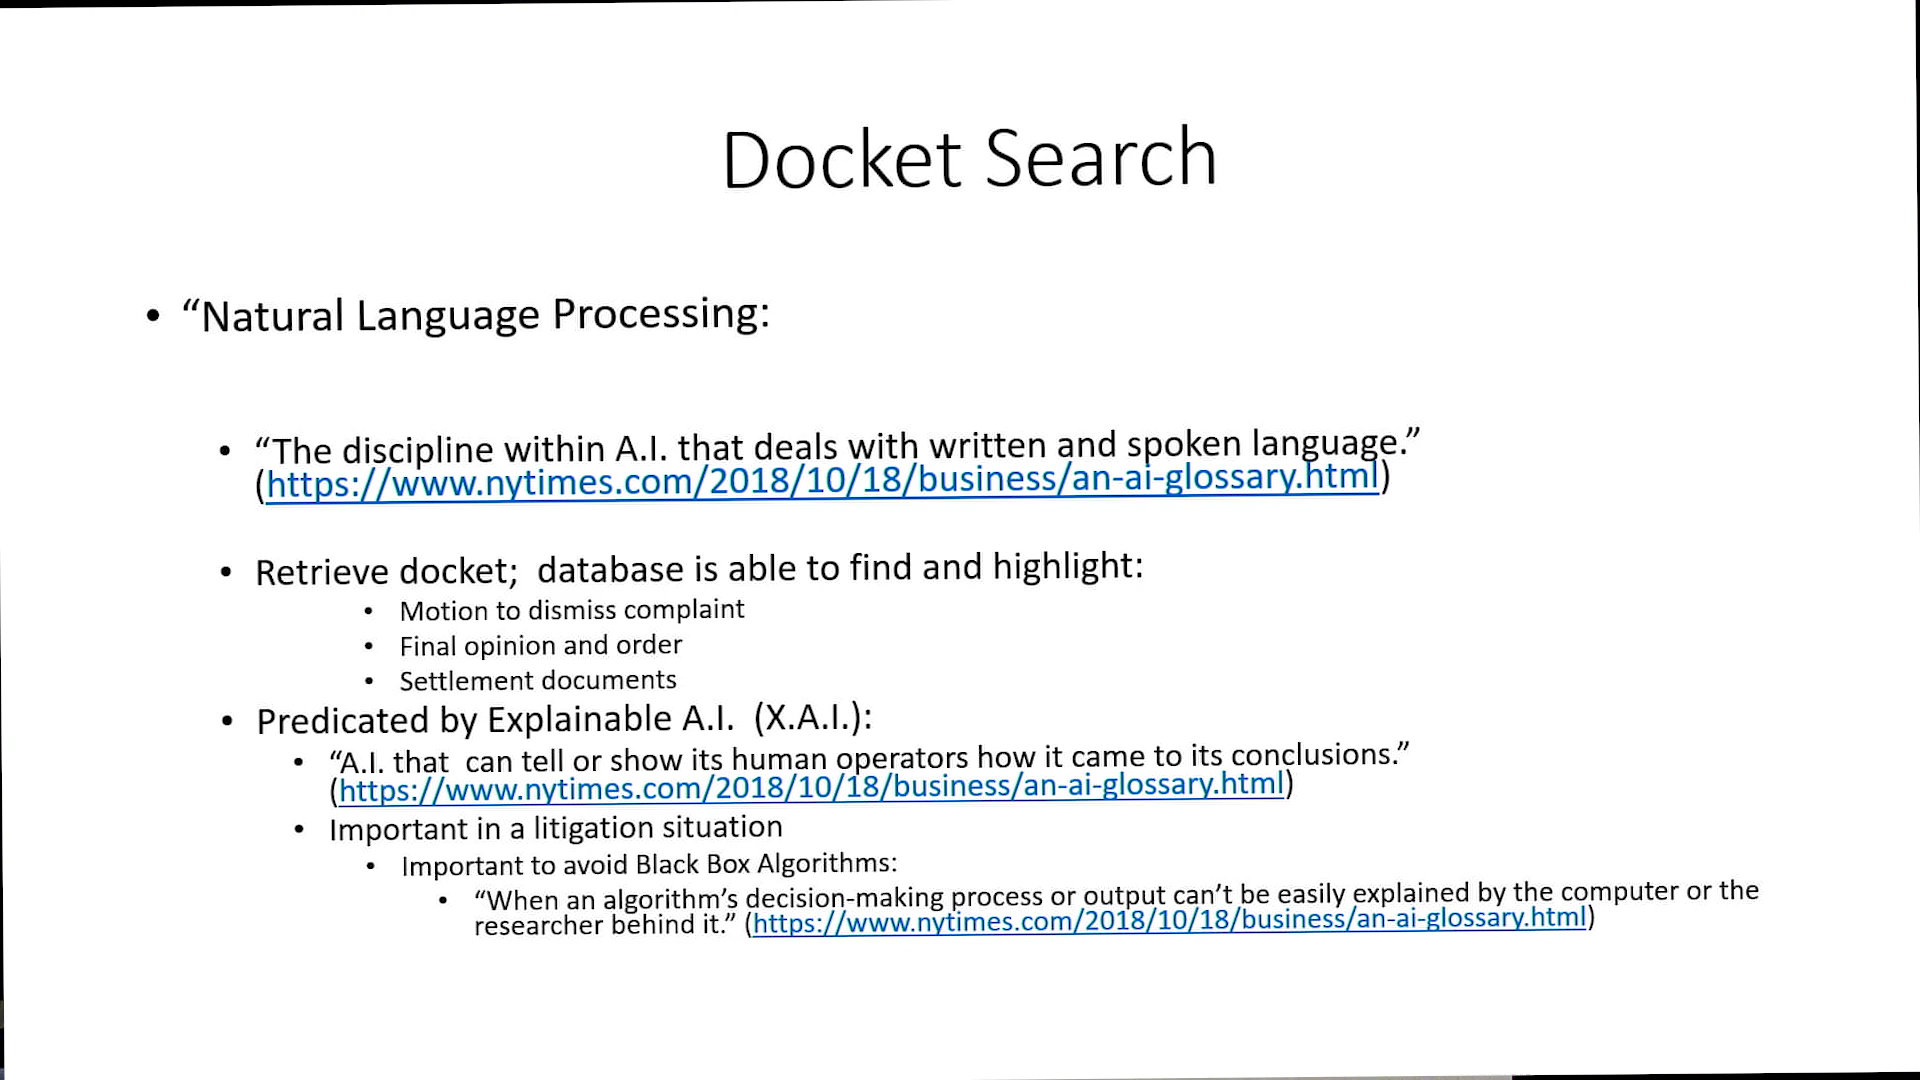 Docket Search
• “Natural Language Processing:
• “The discipline within A.I. that deals with written and spoken language.”
(https://www.nytimes.com/2018/10/18/business/an-ai-glossary.html)
• Retrieve docket;  database is able to find and highlight:
• Motion to dismiss complaint
• Final opinion and order
• Settlement documents
• Predicated by Explainable A.I.  (X.A.I.):
• “A.I. that  can tell or show its human operators how it came to its conclusions.”
(https://www.nytimes.com/2018/10/18/business/an-ai-glossary.html)
• Important in a litigation situation
• Important to avoid Black Box Algorithms:
• “When an algorithm’s decision-making process or output can’t be easily explained by the computer or the
researcher behind it.” (https://www.nytimes.com/2018/10/18/business/an-ai-glossary.html)